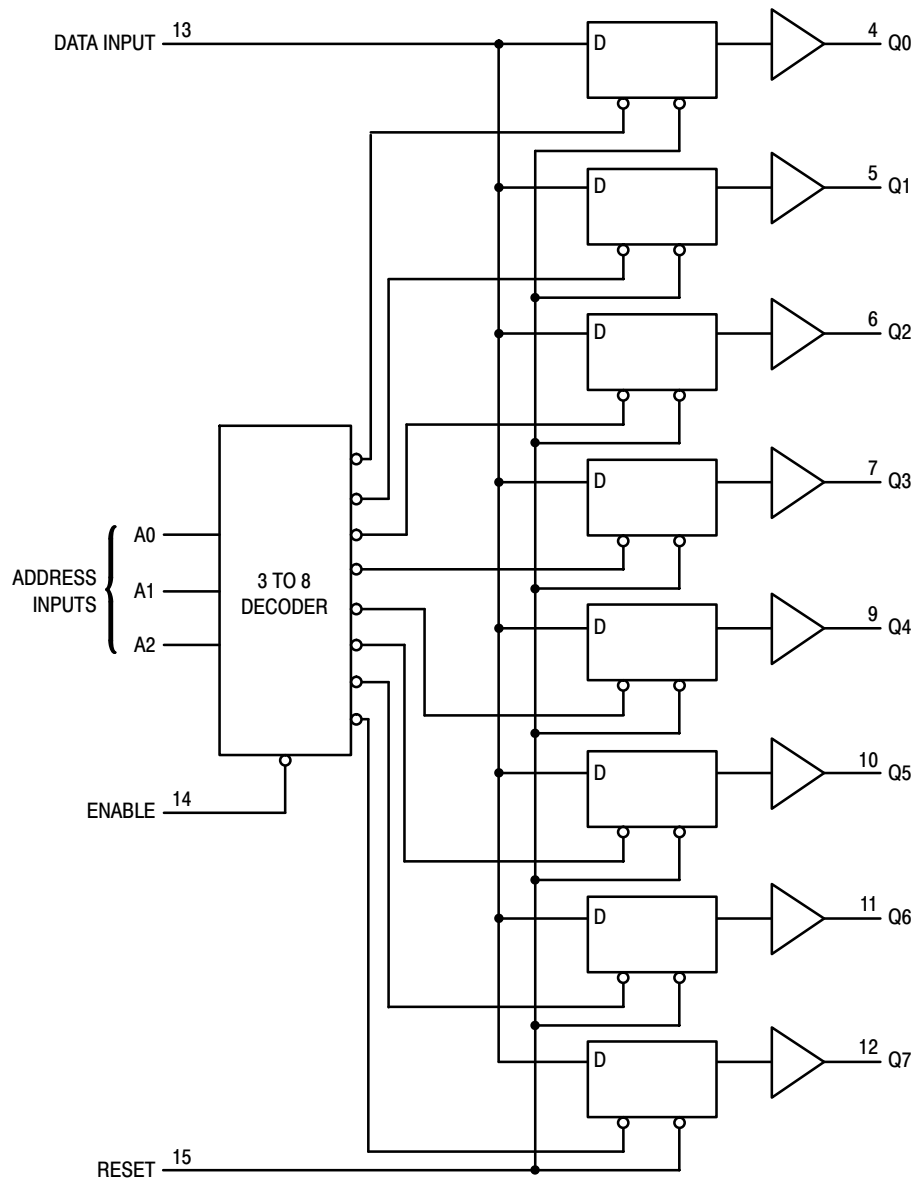 DATA INPUT 13
D
4 Q0
D
5 Q1
D
6 Q2
D
7 Q3
ADDRESS
INPUTS
A0
A1
A2
3 TO 8
DECODER
D
9 Q4
D
10 Q5
ENABLE 14
D
11 Q6
D
12 Q7
RESET 15